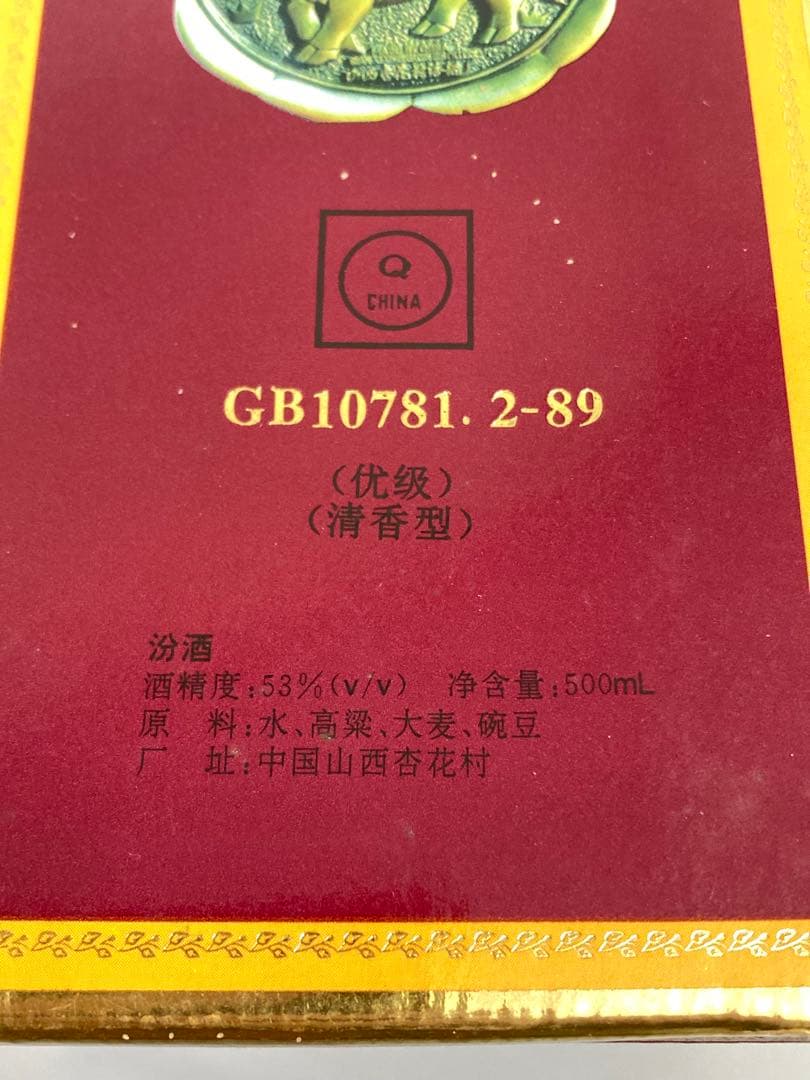 Q
CHINA
GB10781.2-89
（优级）
（清香型）
汾酒
酒精度:53%(v/v) 净含量:500mL
原 料:水、高粱、大麦、碗豆
厂 址:中国山西杏花村